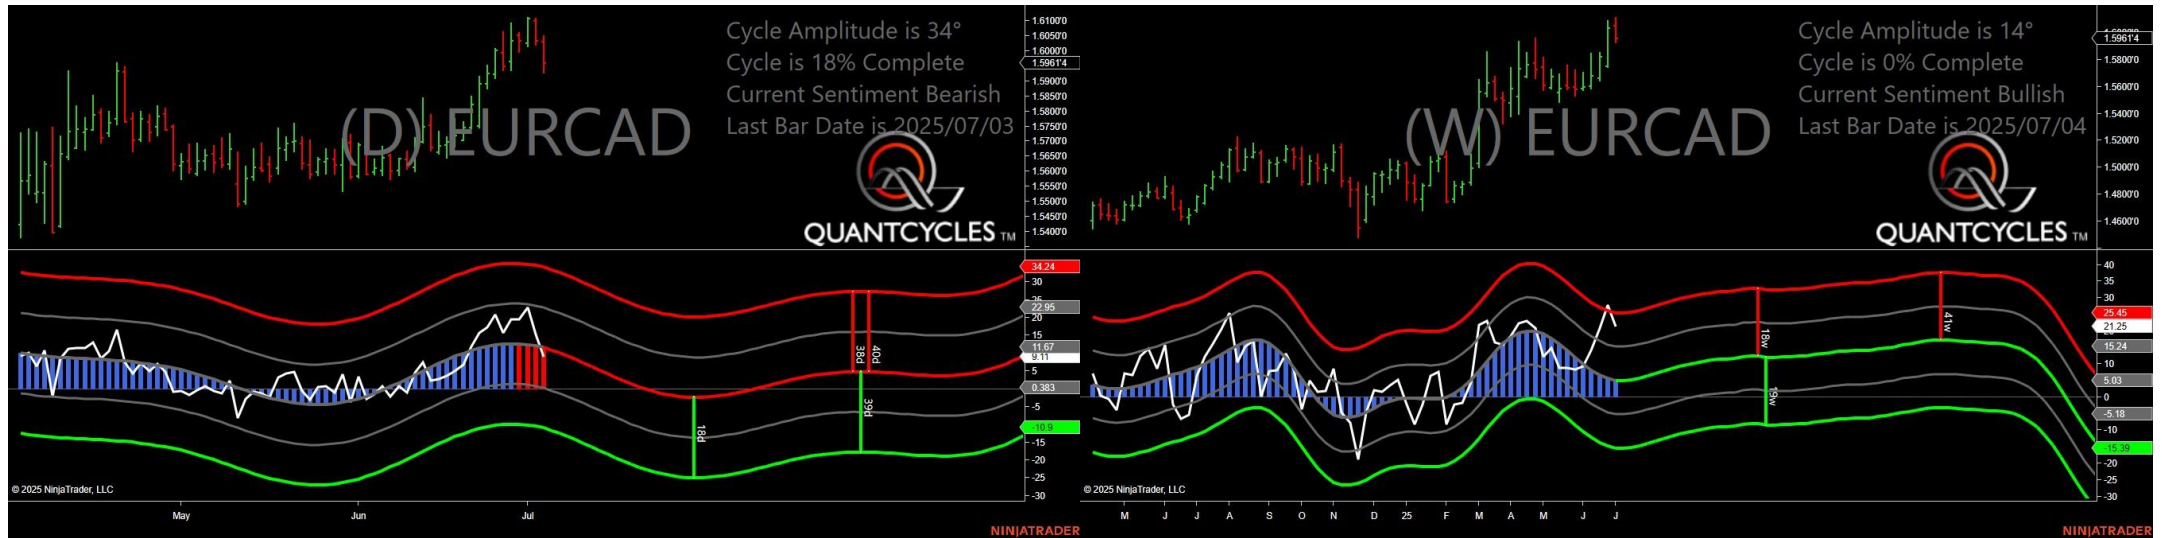 Cycle Amplitude is 34°
Cycle is 18% Complete
Current Sentiment Bearish
Last Bar Date is 2025/07/03
(D) EURCAD
QUANTCYCLES TM
1.6100'0
1.6050'0
1.6000'0
1.5961'4
1.5900'0
1.5850'0
1.5800'0
1.5750'0
1.5700'0
1.5650'0
1.5600'0
1.5550'0
1.5500'0
1.5450'0
1.5400'0
34.24
30
22.95
20
15
11.67
9.11
5
0.383
-5
-10.9
-15
-20
-25
-30
18d
38d
40d
39d
© 2025 NinjaTrader, LLC
May Jun Jul
NINJATRADER
Cycle Amplitude is 14°
Cycle is 0% Complete
Current Sentiment Bullish
Last Bar Date is 2025/07/04
(W) EURCAD
QUANTCYCLES TM
1.5961'4
1.5800'0
1.5600'0
1.5400'0
1.5200'0
1.5000'0
1.4800'0
1.4600'0
40
35
30
25.45
21.25
15.24
10
5.03
0
-5.18
-10
-15.39
-20
-25
-30
18w
19w
41w
© 2025 NinjaTrader, LLC
M J J A S O N D 25 F M A M J J
NINJATRADER